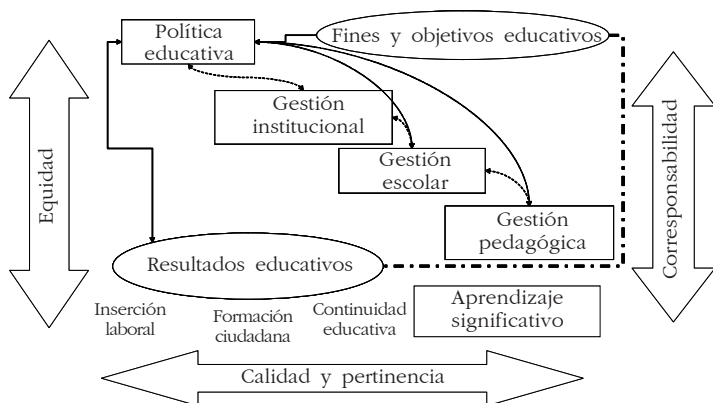 Política
educativa
Fines y objetivos educativos
Gestión
institucional
Gestión
escolar
Gestión
pedagógica
Equidad
Corresponsabilidad
Resultados educativos
Inserción
laboral
Formación
ciudadana
Continuidad
educativa
Aprendizaje
significativo
Calidad y pertinencia